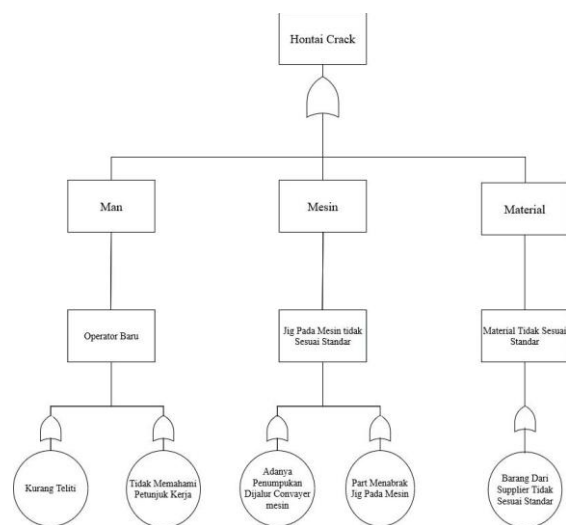 Hontai Crack
Man
Mesin
Material
Operator Baru
Jig Pada Mesin tidak
Sesuai Standar
Material Tidak Sesuai
Standar
Kurang Teliti
Tidak Memahami
Petunjuk Kerja
Adanya
Penumpukan
Dijalur Convayer
mesin
Part Menabrak
Jig Pada Mesin
Barang Dari
Supplier Tidak
Sesuai Standar